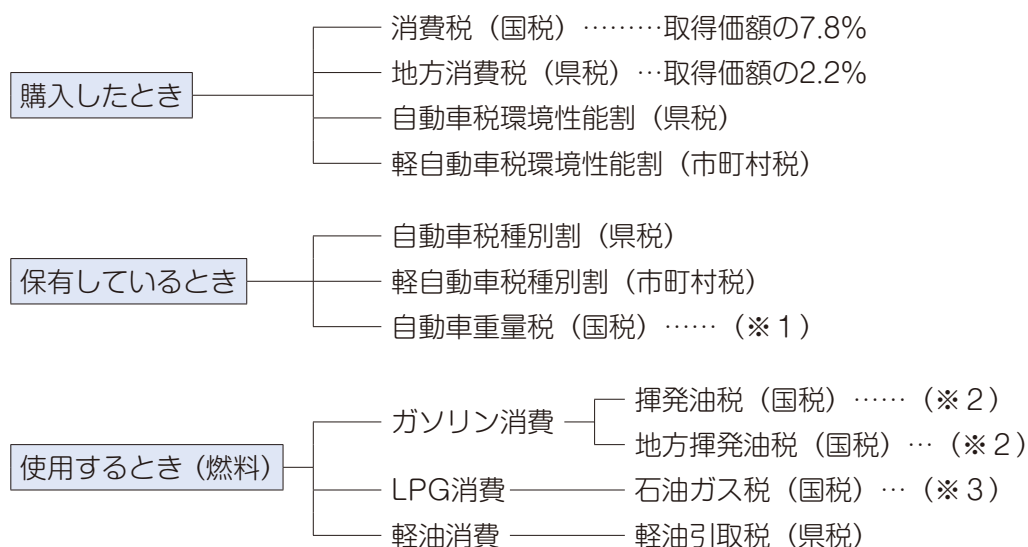 購入したとき
消費税（国税）………取得価額の7.8%
地方消費税（県税）…取得価額の2.2%
自動車税環境性能割（県税）
軽自動車税環境性能割（市町村税）
保有しているとき
自動車税種別割（県税）
軽自動車税種別割（市町村税）
自動車重量税（国税）……（※１）
使用するとき（燃料）
ガソリン消費
揮発油税（国税）……（※２）
地方揮発油税（国税）…（※２）
LPG消費
石油ガス税（国税）…（※３）
軽油消費
軽油引取税（県税）